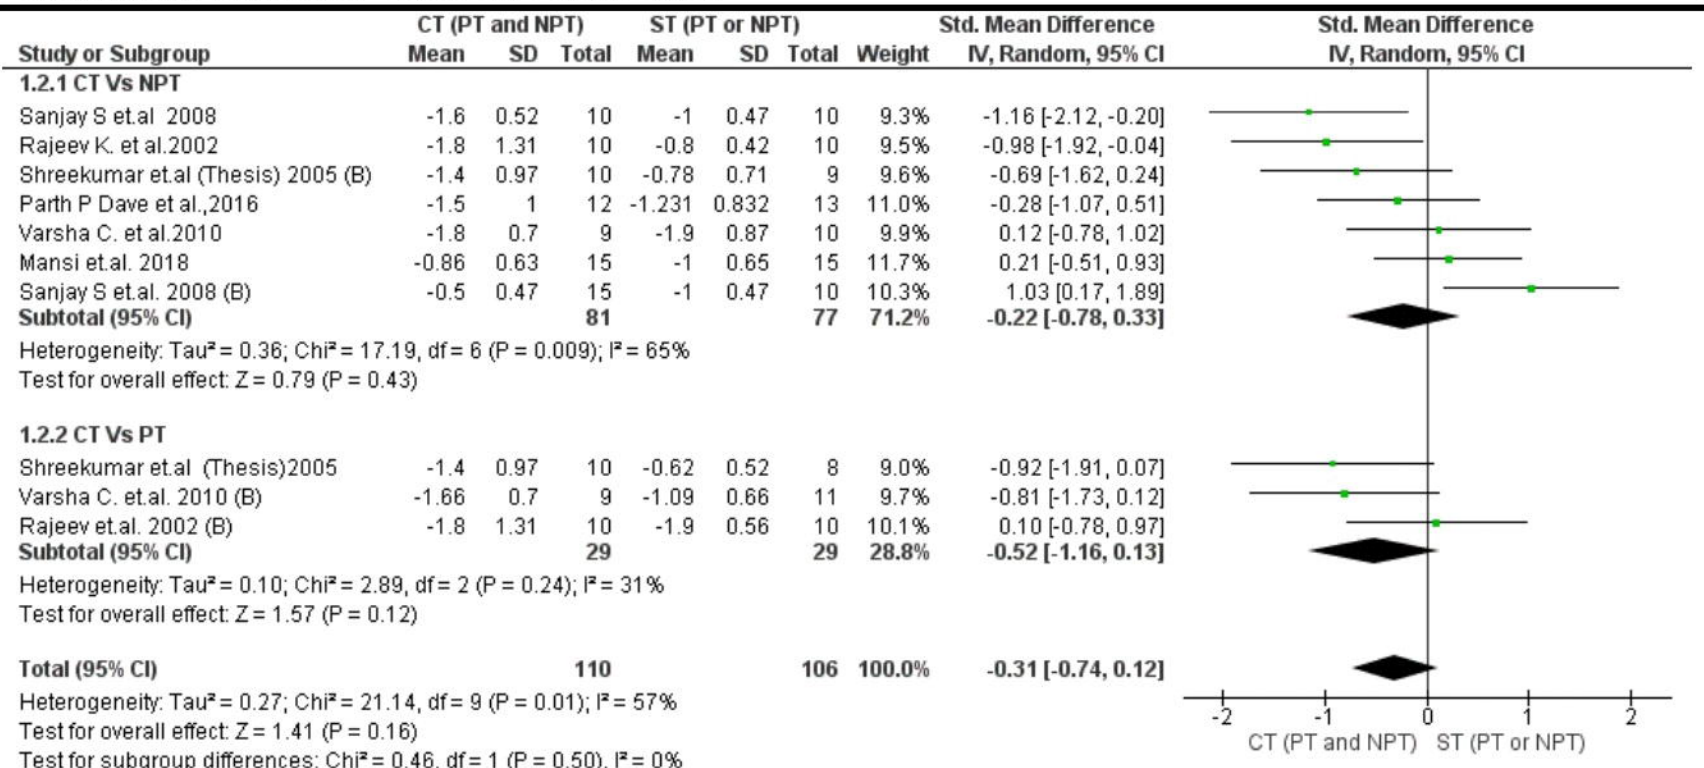 CT (PT and NPT) ST (PT or NPT) Std. Mean Difference Std. Mean Difference
Study or Subgroup Mean SD Total Mean SD Total Weight IV, Random, 95% CI IV, Random, 95% CI
1.2.1 CT Vs NPT
Sanjay S et.al 2008 -1.6 0.52 10 -1 0.47 10 9.3% -1.16 [-2.12, -0.20]
Rajeev K. et al.2002 -1.8 1.31 10 -0.8 0.42 10 9.5% -0.98 [-1.92, -0.04]
Shreekumar et.al (Thesis) 2005 (B) -1.4 0.97 10 -0.78 0.71 9 9.6% -0.69 [-1.62, 0.24]
Parth P Dave et al.,2016 -1.5 1 12 -1.231 0.832 13 11.0% -0.28 [-1.07, 0.51]
Varsha C. et al.2010 -1.8 0.7 9 -1.9 0.87 10 9.9% 0.12 [-0.78, 1.02]
Mansi et.al. 2018 -0.86 0.63 15 -1 0.65 15 11.7% 0.21 [-0.51, 0.93]
Sanjay S et.al. 2008 (B) -0.5 0.47 15 -1 0.47 10 10.3% 1.03 [0.17, 1.89]
Subtotal (95% CI) 81 77 71.2% -0.22 [-0.78, 0.33]
Heterogeneity: Tau² = 0.36; Chi² = 17.19, df = 6 (P = 0.009); I² = 65%
Test for overall effect: Z = 0.79 (P = 0.43)
1.2.2 CT Vs PT
Shreekumar et.al (Thesis)2005 -1.4 0.97 10 -0.62 0.52 8 9.0% -0.92 [-1.91, 0.07]
Varsha C. et.al. 2010 (B) -1.66 0.7 9 -1.09 0.66 11 9.7% -0.81 [-1.73, 0.12]
Rajeev et.al. 2002 (B) -1.8 1.31 10 -1.9 0.56 10 10.1% 0.10 [-0.78, 0.97]
Subtotal (95% CI) 29 29 28.8% -0.52 [-1.16, 0.13]
Heterogeneity: Tau² = 0.10; Chi² = 2.89, df = 2 (P = 0.24); I² = 31%
Test for overall effect: Z = 1.57 (P = 0.12)
Total (95% CI) 110 106 100.0% -0.31 [-0.74, 0.12]
Heterogeneity: Tau² = 0.27; Chi² = 21.14, df = 9 (P = 0.01); I² = 57%
Test for overall effect: Z = 1.41 (P = 0.16)
Test for subgroup differences: Chi² = 0.46, df = 1 (P = 0.50), I² = 0%
-2 -1 0 1 2
CT (PT and NPT) ST (PT or NPT)